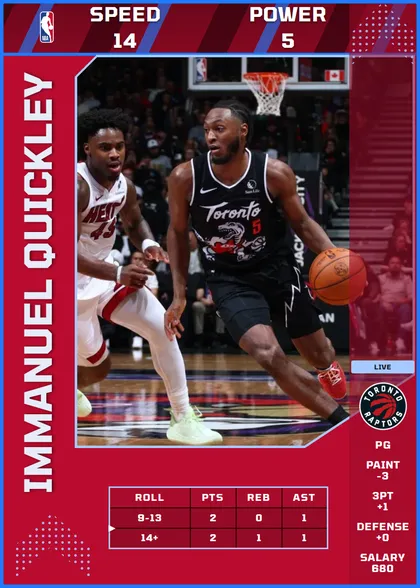 SPEED
14
POWER
5
IMMANUEL QUICKLEY
HEAT
Toronto
5
LIVE
TORONTO
RAPTORS
PG
PAINT
-3
3PT
+1
DEFENSE
+0
SALARY
680
ROLL PTS REB AST
9-13 2 0 1
14+ 2 1 1